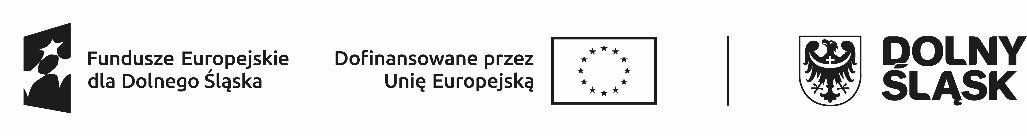 Fundusze Europejskie
dla Dolnego Śląska
Dofinansowane przez
Unię Europejską
DOLNY
ŚLĄSK